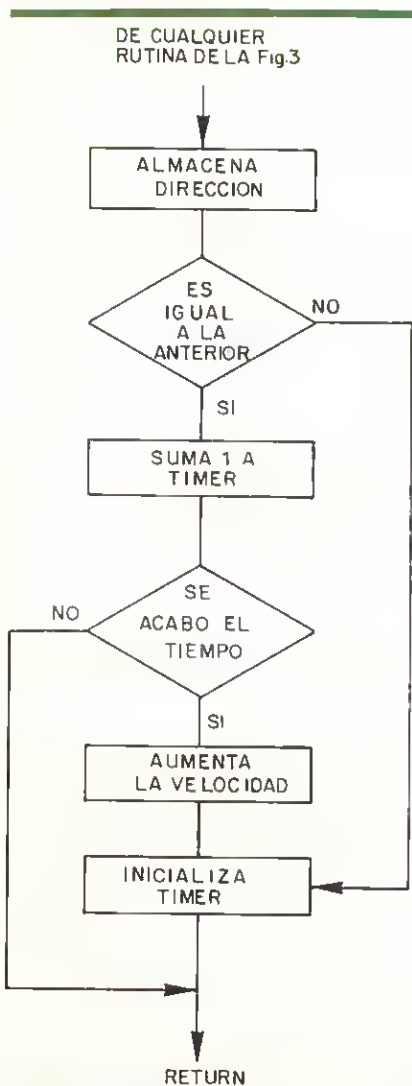 DE CUALQUIER
RUTINA DE LA Fig.3
ALMACENA
DIRECCION
ES
IGUAL
A LA
ANTERIOR
NO
SI
SUMA 1 A
TIMER
SE
ACABO EL
TIEMPO
NO
SI
AUMENTA
LA VELOCIDAD
INICIALIZA
TIMER
RETURN